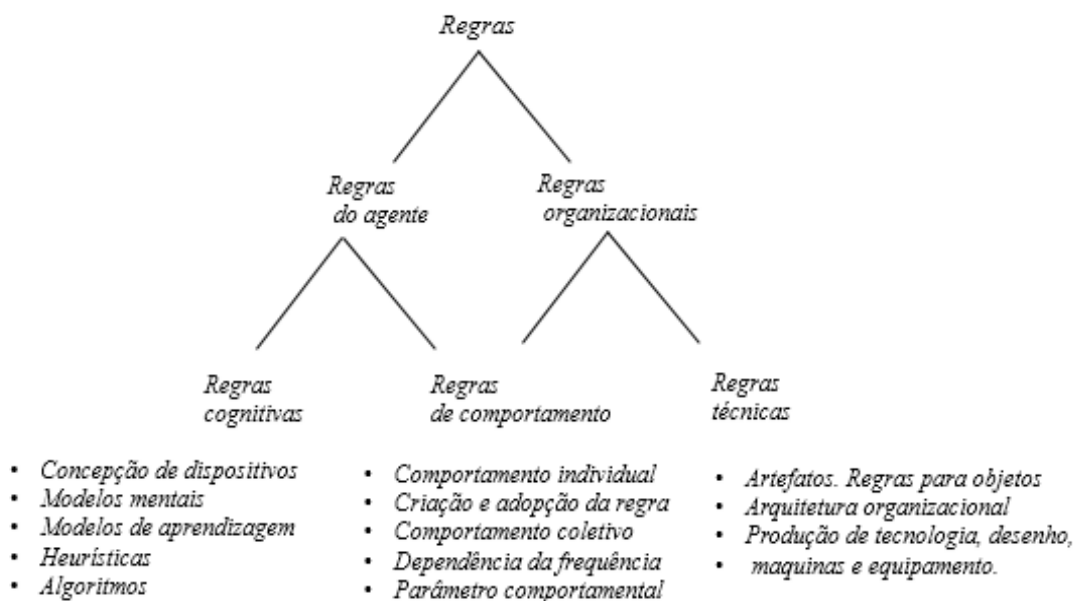 Regras
Regras
do agente
Regras
organizacionais
Regras
cognitivas
Regras
de comportamento
Regras
técnicas
• Concepção de dispositivos
• Modelos mentais
• Modelos de aprendizagem
• Heurísticas
• Algoritmos
• Comportamento individual
• Criação e adopção da regra
• Comportamento coletivo
• Dependência da frequência
• Parâmetro comportamental
• Artefatos. Regras para objetos
• Arquitetura organizacional
• Produção de tecnologia, desenho,
• maquinas e equipamento.